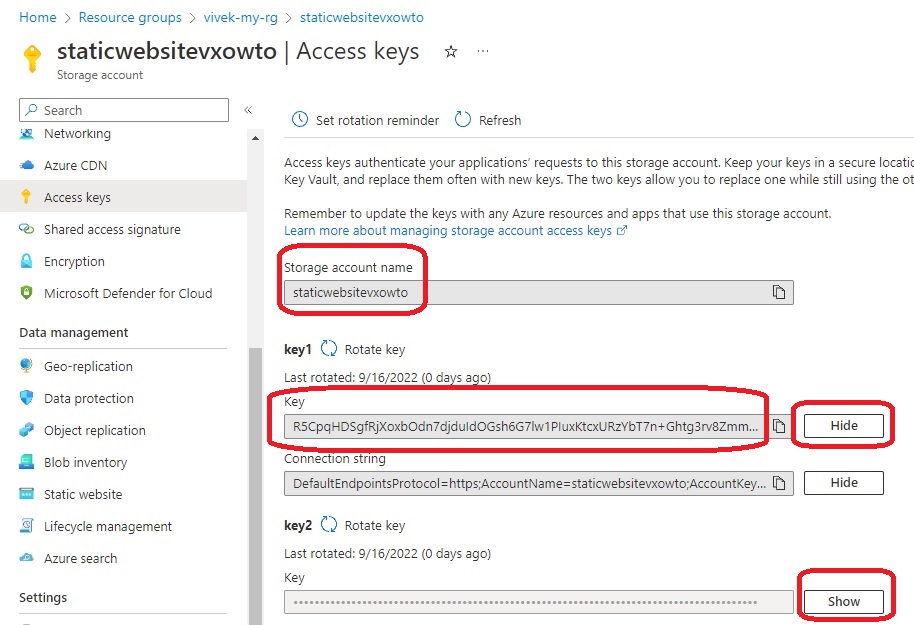 Home > Resource groups > vivek-my-rg > staticwebsitevxowto
staticwebsitevxowto | Access keys
Storage account
Search
Networking
Azure CDN
Access keys
Shared access signature
Encryption
Microsoft Defender for Cloud
Data management
Geo-replication
Data protection
Object replication
Blob inventory
Static website
Lifecycle management
Azure search
Settings
Set rotation reminder Refresh
Access keys authenticate your applications' requests to this storage account. Keep your keys in a secure locatio
Key Vault, and replace them often with new keys. The two keys allow you to replace one while still using the ot
Remember to update the keys with any Azure resources and apps that use this storage account.
Learn more about managing storage account access keys
Storage account name
staticwebsitevxowto
key1 Rotate key
Last rotated: 9/16/2022 (0 days ago)
Key
Hide
Connection string
DefaultEndpointsProtocol=https;AccountName=staticwebsitevxowto;AccountKey... Hide
key2 Rotate key
Last rotated: 9/16/2022 (0 days ago)
Key
Show